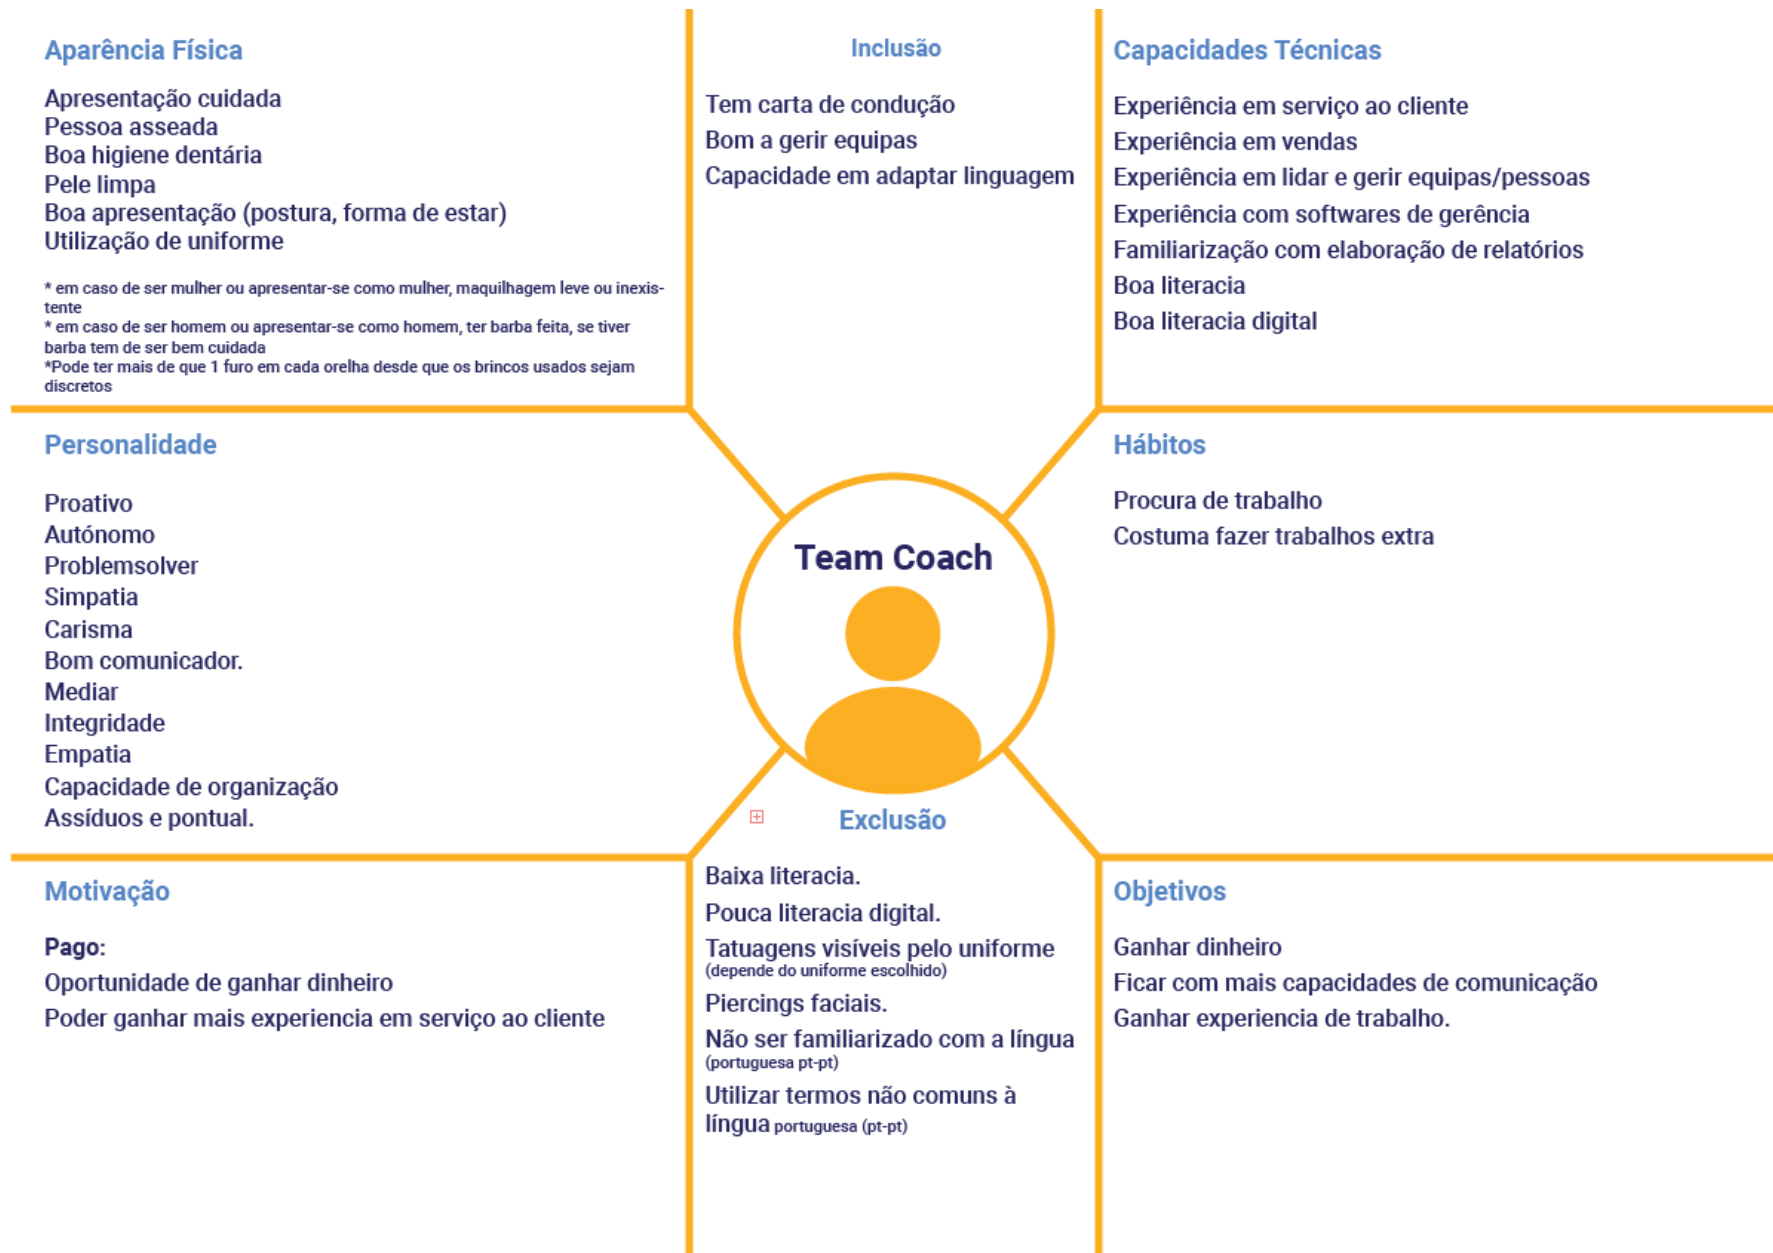 Aparência Física
Apresentação cuidada
Pessoa asseada
Boa higiene dentária
Pele limpa
Boa apresentação (postura, forma de estar)
Utilização de uniforme
* em caso de ser mulher ou apresentar-se como mulher, maquilhagem leve ou inexis-
tente
* em caso de ser homem ou apresentar-se como homem, ter barba feita, se tiver
barba tem de ser bem cuidada
*Pode ter mais de que 1 furo em cada orelha desde que os brincos usados sejam
discretos
Inclusão
Tem carta de condução
Bom a gerir equipas
Capacidade em adaptar linguagem
Capacidades Técnicas
Experiência em serviço ao cliente
Experiência em vendas
Experiência em lidar e gerir equipas/pessoas
Experiência com softwares de gerência
Familiarização com elaboração de relatórios
Boa literacia
Boa literacia digital
Personalidade
Proativo
Autónomo
Problemsolver
Simpatia
Carisma
Bom comunicador.
Mediar
Integridade
Empatia
Capacidade de organização
Assíduos e pontual.
Team Coach
Hábitos
Procura de trabalho
Costuma fazer trabalhos extra
Motivação
Pago:
Oportunidade de ganhar dinheiro
Poder ganhar mais experiencia em serviço ao cliente
Exclusão
Baixa literacia.
Pouca literacia digital.
Tatuagens visíveis pelo uniforme
(depende do uniforme escolhido)
Piercings faciais.
Não ser familiarizado com a língua
(portuguesa pt-pt)
Utilizar termos não comuns à
língua portuguesa (pt-pt)
Objetivos
Ganhar dinheiro
Ficar com mais capacidades de comunicação
Ganhar experiencia de trabalho.